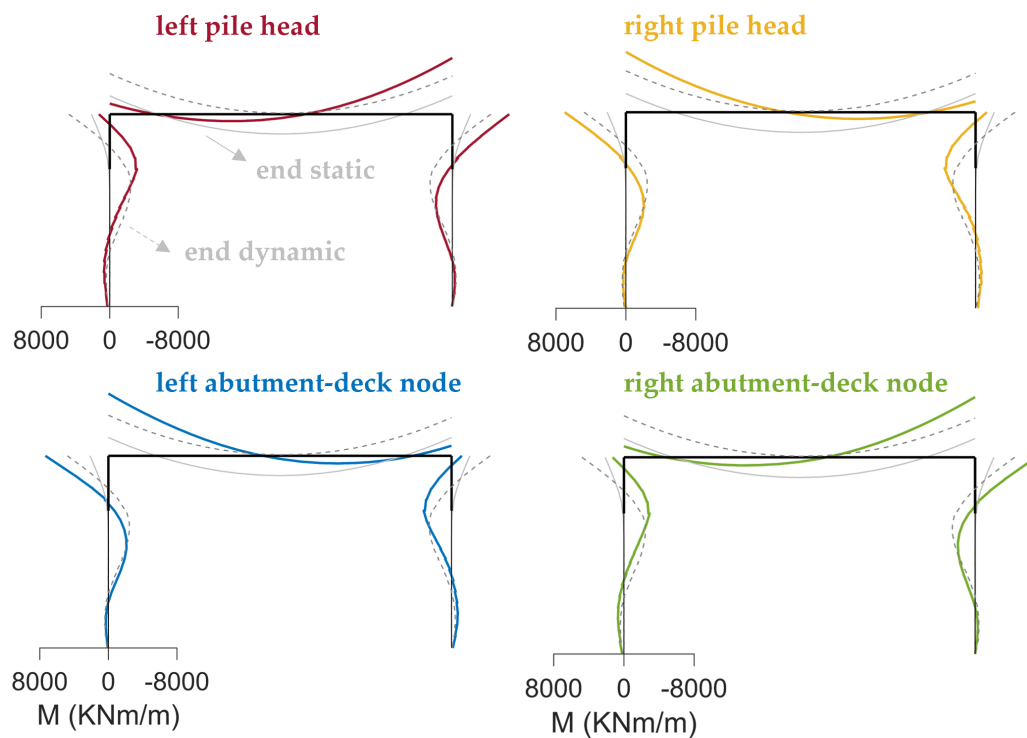 left pile head
right pile head
end static
end dynamic
8000 0 -8000
8000 0 -8000
left abutment-deck node
right abutment-deck node
8000 0 -8000
8000 0 -8000
M (KNm/m)
M (KNm/m)